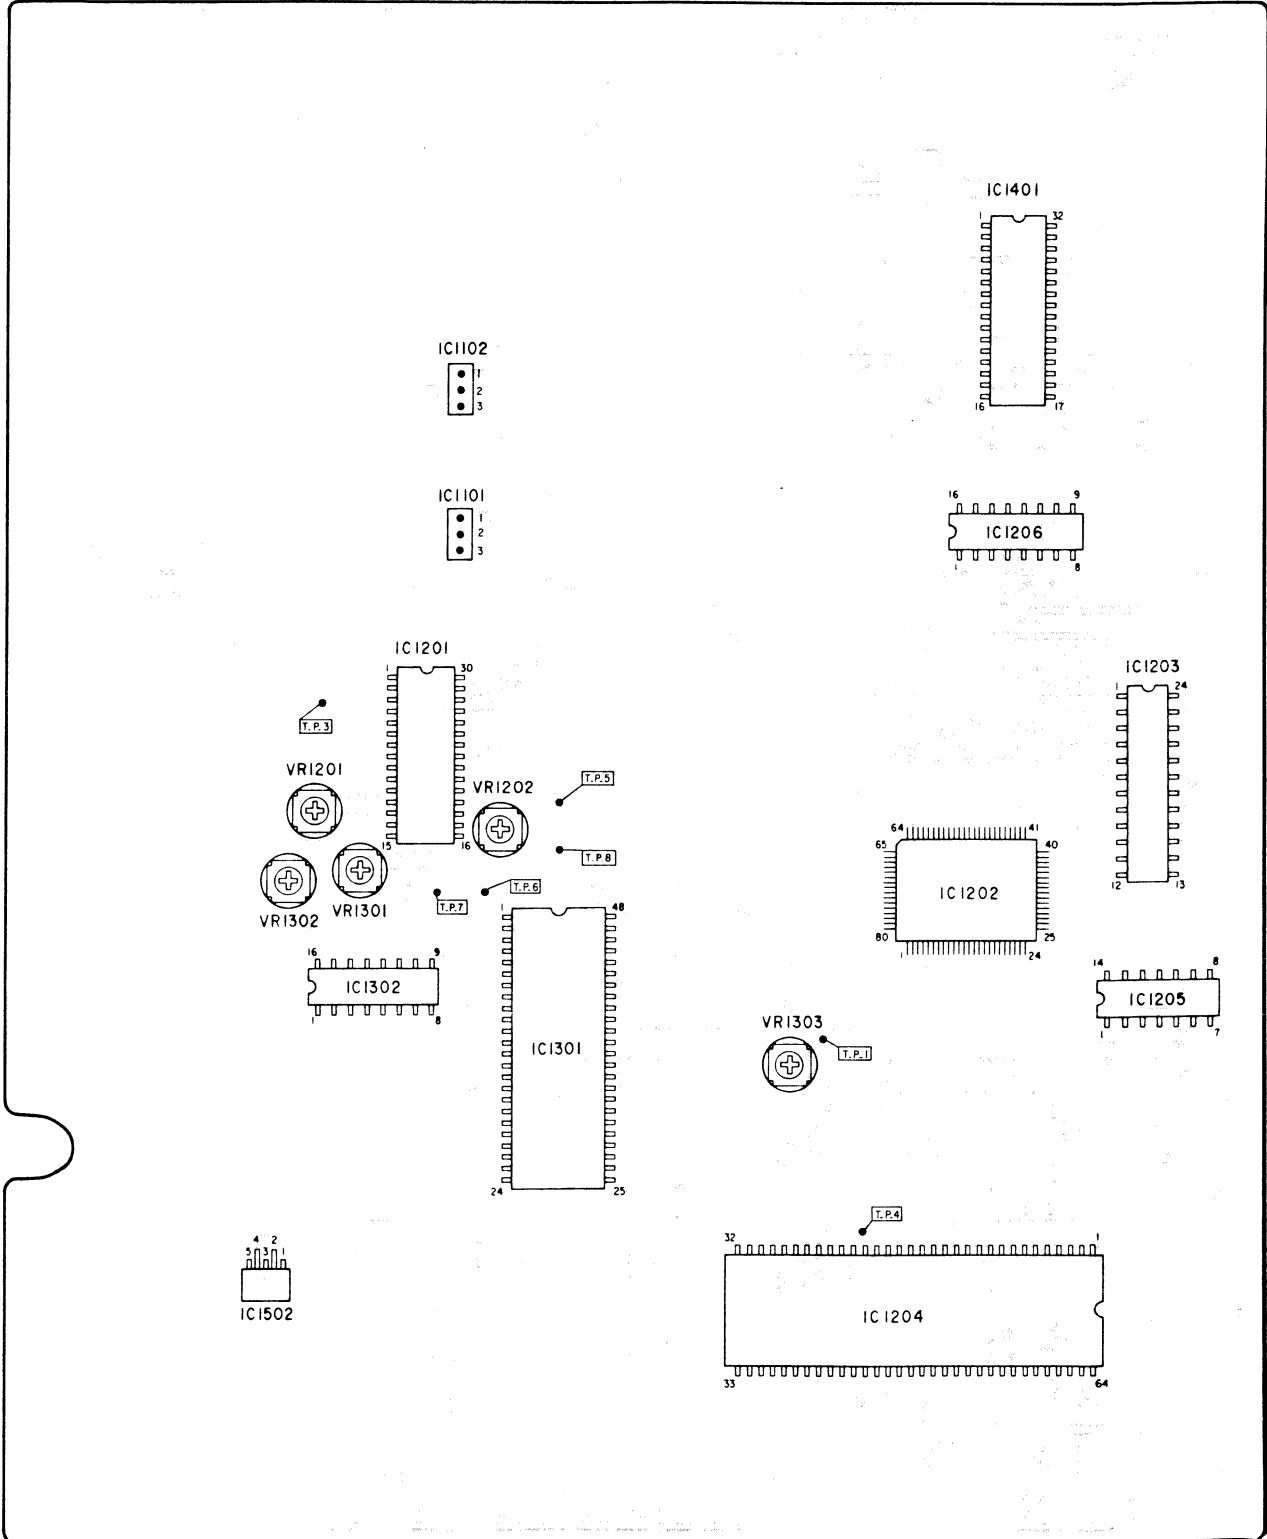 IC1401
1 32
16 17
IC1102
1
2
3
IC1101
1
2
3
16 9
IC1206
1 8
IC1201
1 30
15 16
IC1203
1 24
12 13
T.P.3
VR1201
VR1202
T.P.5
T.P.8
VR1302
VR1301
T.P.7
T.P.6
64 41
65 40
IC1202
80 25
1 24
16 9
IC1302
1 8
1 48
IC1301
24 25
14 8
IC1205
1 7
VR1303
T.P.1
4 2
5 3 1
IC1502
T.P.4
32 1
IC1204
33 64